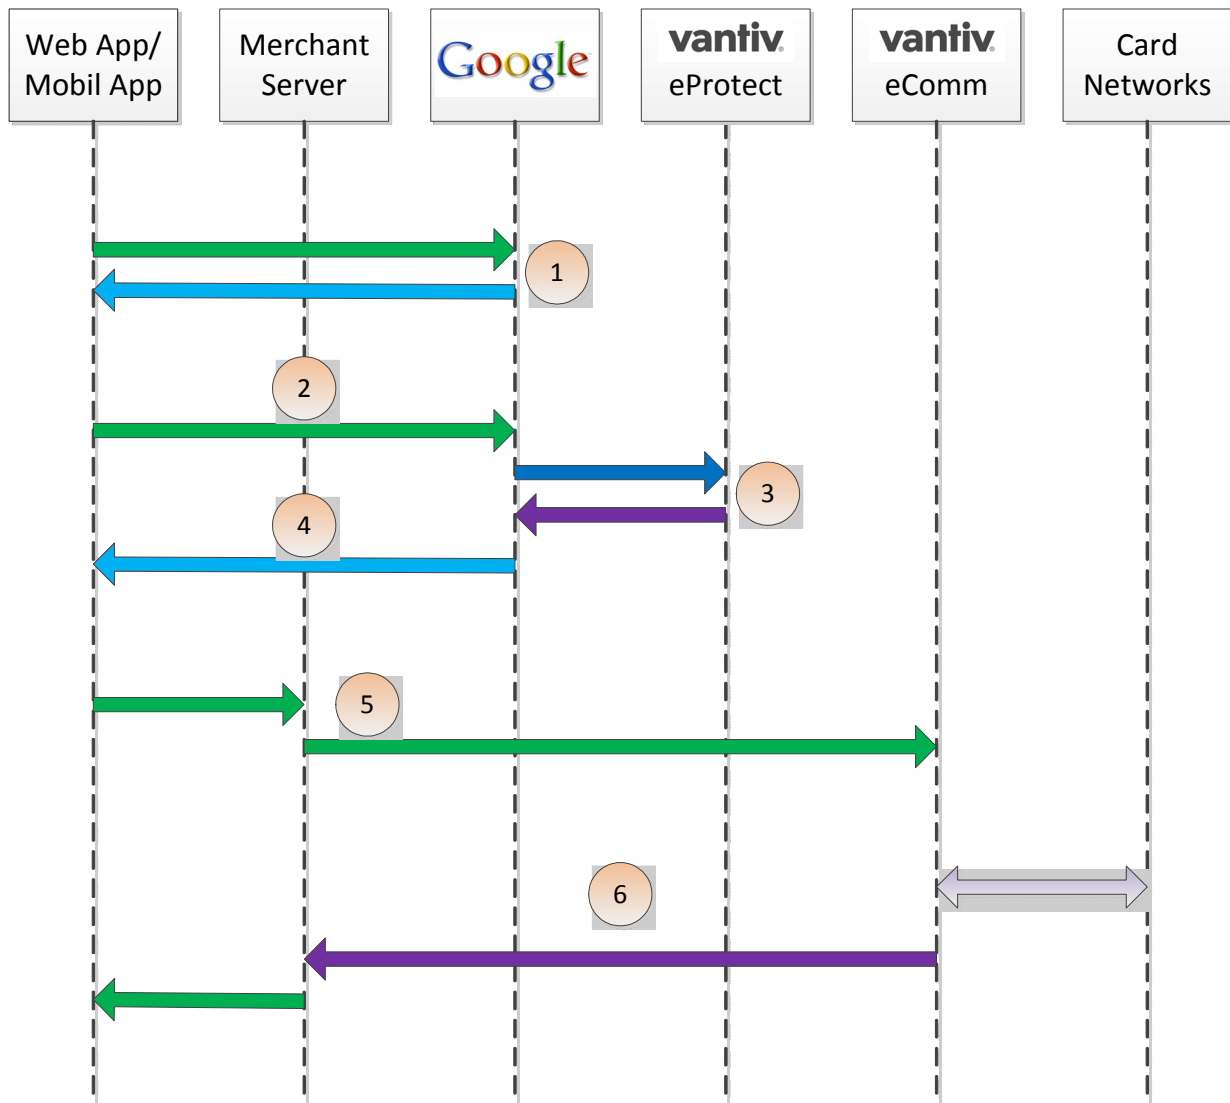 Web App/
Mobil App
Merchant
Server
Google
vantiv
eProtect
vantiv
eComm
Card
Networks
1
2
3
4
5
6